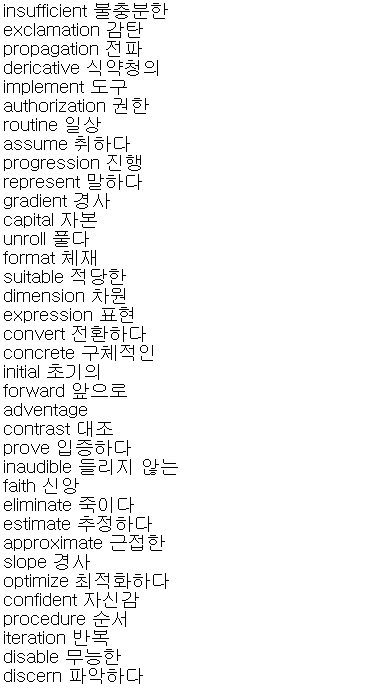 insufficient 불충분한
exclamation 감탄
propagation 전파
dericative 식약청의
implement 도구
authorization 권한
routine 일상
assume 취하다
progression 진행
represent 말하다
gradient 경사
capital 자본
unroll 풀다
format 체재
suitable 적당한
dimension 차원
expression 표현
convert 전환하다
concrete 구체적인
initial 초기의
forward 앞으로
adventage
contrast 대조
prove 입증하다
inaudible 들리지 않는
faith 신앙
eliminate 죽이다
estimate 추정하다
approximate 근접한
slope 경사
optimize 최적화하다
confident 자신감
procedure 순서
iteration 반복
disable 무능한
discern 파악하다